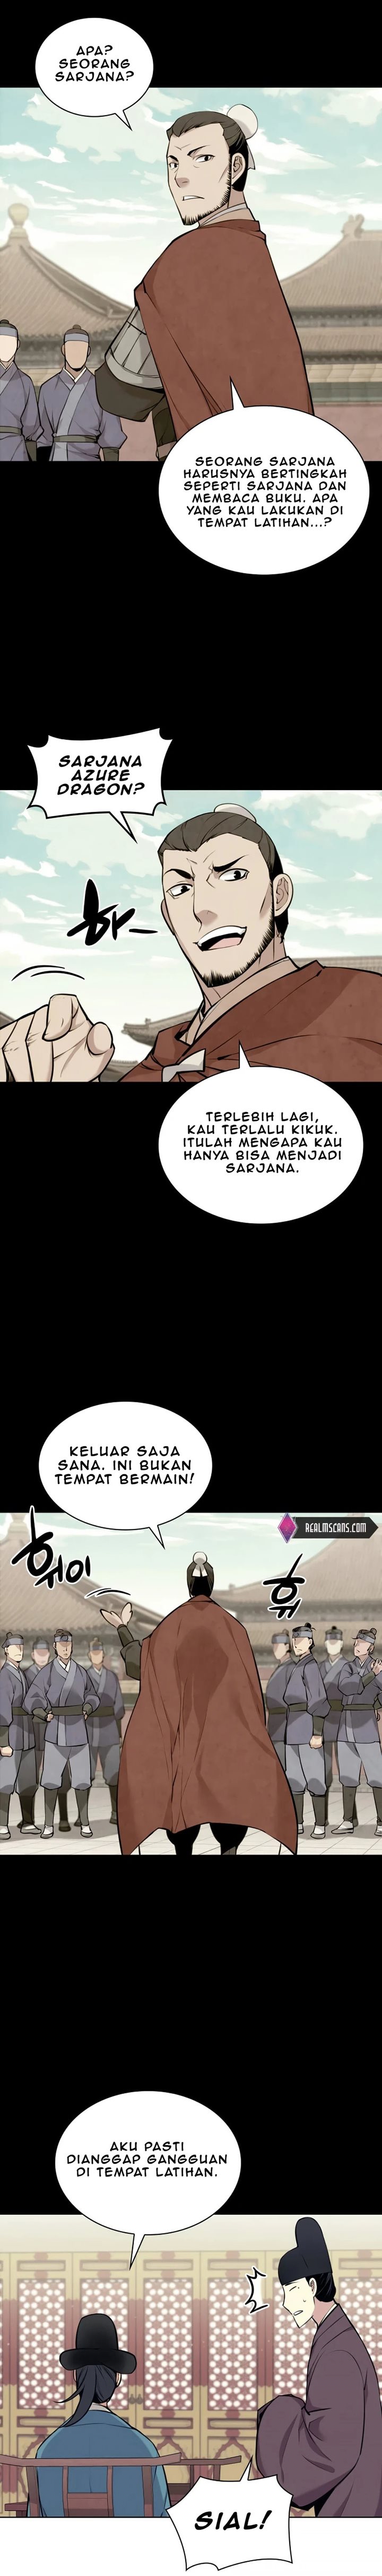 APA?
SEORANG
SARJANA?
SEORANG SARJANA
HARUSNYA BERTINGKAH
SEPERTI SARJANA DAN
MEMBACA BUKU. APA
YANG KAU LAKUKAN DI
TEMPAT LATIHAN...?
SARJANA
AZURE
DRAGON?
하-
TERLEBIH LAGI,
KAU TERLALU KIKUK.
ITULAH MENGAPA KAU
HANYA BISA MENJADI
SARJANA.
KELUAR SAJA
SANA. INI BUKAN
TEMPAT BERMAIN!
REALMSCANS.COM
휘이
휘
AKU PASTI
DIANGGAP GANGGUAN
DI TEMPAT LATIHAN.
SIAL!